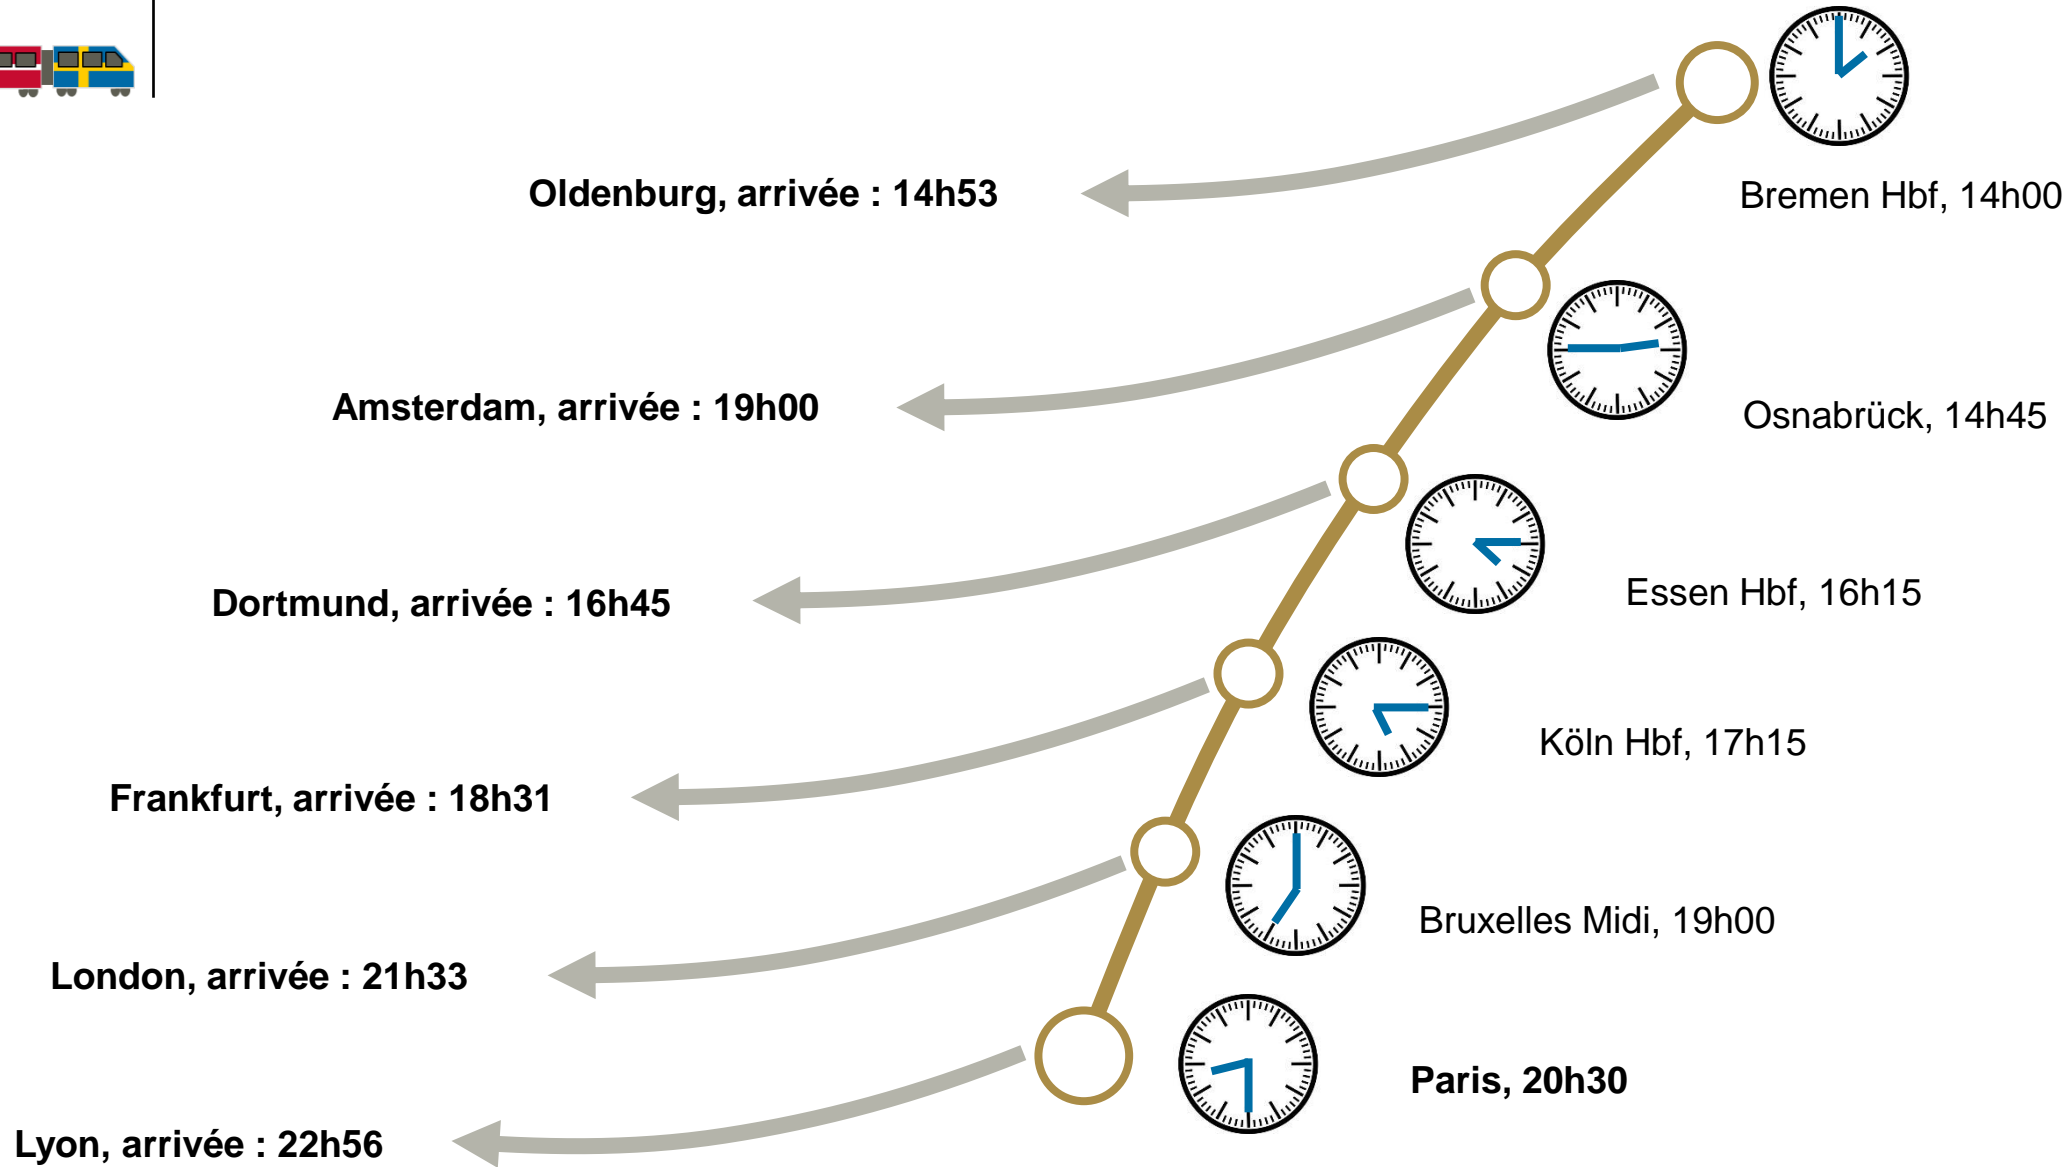 Oldenburg, arrivée : 14h53
Bremen Hbf, 14h00
Amsterdam, arrivée : 19h00
Osnabrück, 14h45
Dortmund, arrivée : 16h45
Essen Hbf, 16h15
Frankfurt, arrivée : 18h31
Köln Hbf, 17h15
London, arrivée : 21h33
Bruxelles Midi, 19h00
Lyon, arrivée : 22h56
Paris, 20h30